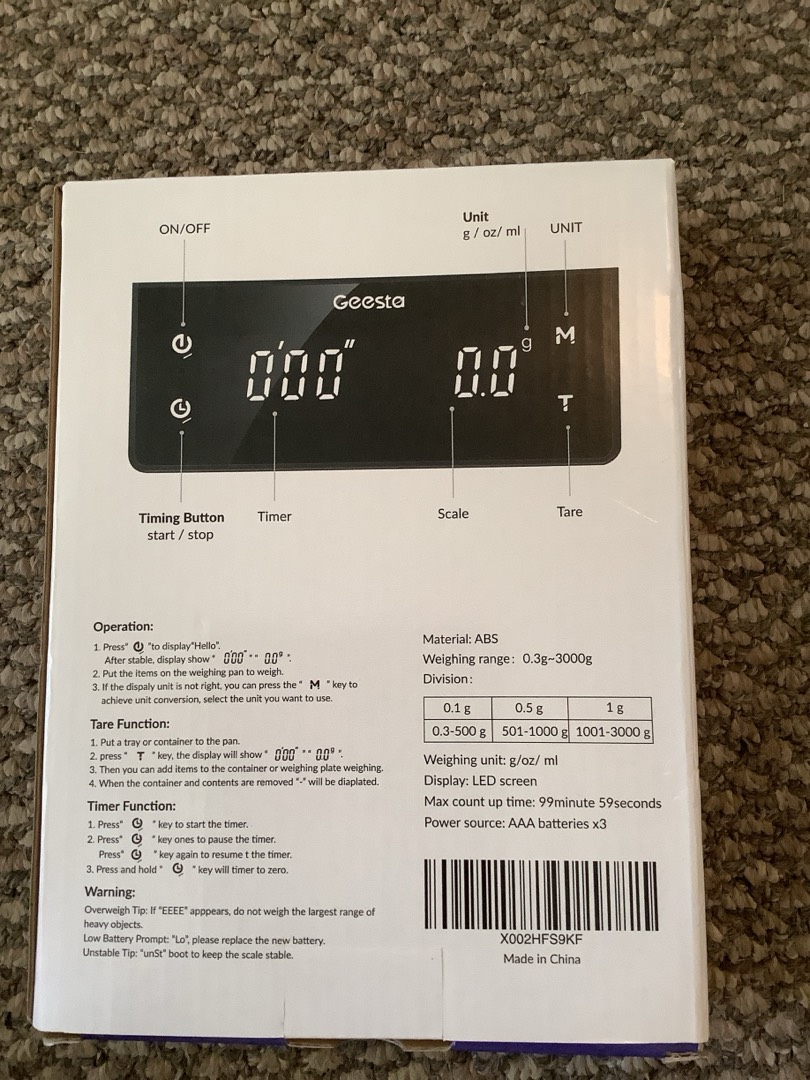 ON/OFF
Unit
g / oz/ ml
UNIT
Geesta
0'00"
0.0 g
M
T
Timing Button
start / stop
Timer
Scale
Tare
Operation:
1. Press" "to display"Hello".
After stable, display show " 0'00" " " 0.0g ".
2. Put the items on the weighing pan to weigh.
3. If the dispaly unit is not right, you can press the " M " key to
achieve unit conversion, select the unit you want to use.
Tare Function:
1. Put a tray or container to the pan.
2. press " T " key, the display will show " 0'00" " " 0.0g ".
3. Then you can add items to the container or weighing plate weighing.
4. When the container and contents are removed "-" will be diaplated.
Timer Function:
1. Press" " key to start the timer.
2. Press" " key ones to pause the timer.
Press" " key again to resume t the timer.
3. Press and hold " " key will timer to zero.
Warning:
Overweigh Tip: If "EEEE" apppears, do not weigh the largest range of
heavy objects.
Low Battery Prompt: "Lo", please replace the new battery.
Unstable Tip: "unSt" boot to keep the scale stable.
Material: ABS
Weighing range: 0.3g~3000g
Division:
0.1 g 0.5 g 1 g
0.3-500 g 501-1000 g 1001-3000 g
Weighing unit: g/oz/ ml
Display: LED screen
Max count up time: 99minute 59seconds
Power source: AAA batteries x3
X002HFS9KF
Made in China